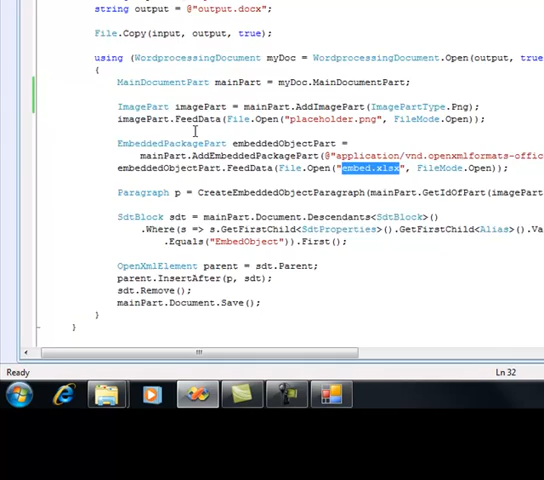 string output = @"output.docx";
File.Copy(input, output, true);
using (WordprocessingDocument myDoc = WordprocessingDocument.Open(output, true
{
MainDocumentPart mainPart = myDoc.MainDocumentPart;
ImagePart imagePart = mainPart.AddImagePart(ImagePartType.Png);
imagePart.FeedData(File.Open("placeholder.png", FileMode.Open));
EmbeddedPackagePart embeddedObjectPart =
mainPart.AddEmbeddedPackagePart(@"application/vnd.openxmlformats-offic
embeddedObjectPart.FeedData(File.Open("embed.xlsx", FileMode.Open));
Paragraph p = CreateEmbeddedObjectParagraph(mainPart.GetIdOfPart(imagePart
SdtBlock sdt = mainPart.Document.Descendants<SdtBlock>()
.Where(s => s.GetFirstChild<SdtProperties>().GetFirstChild<Alias>().Va
.Equals("EmbedObject")).First();
OpenXmlElement parent = sdt.Parent;
parent.InsertAfter(p, sdt);
sdt.Remove();
mainPart.Document.Save();
}
}
Ready Ln 32